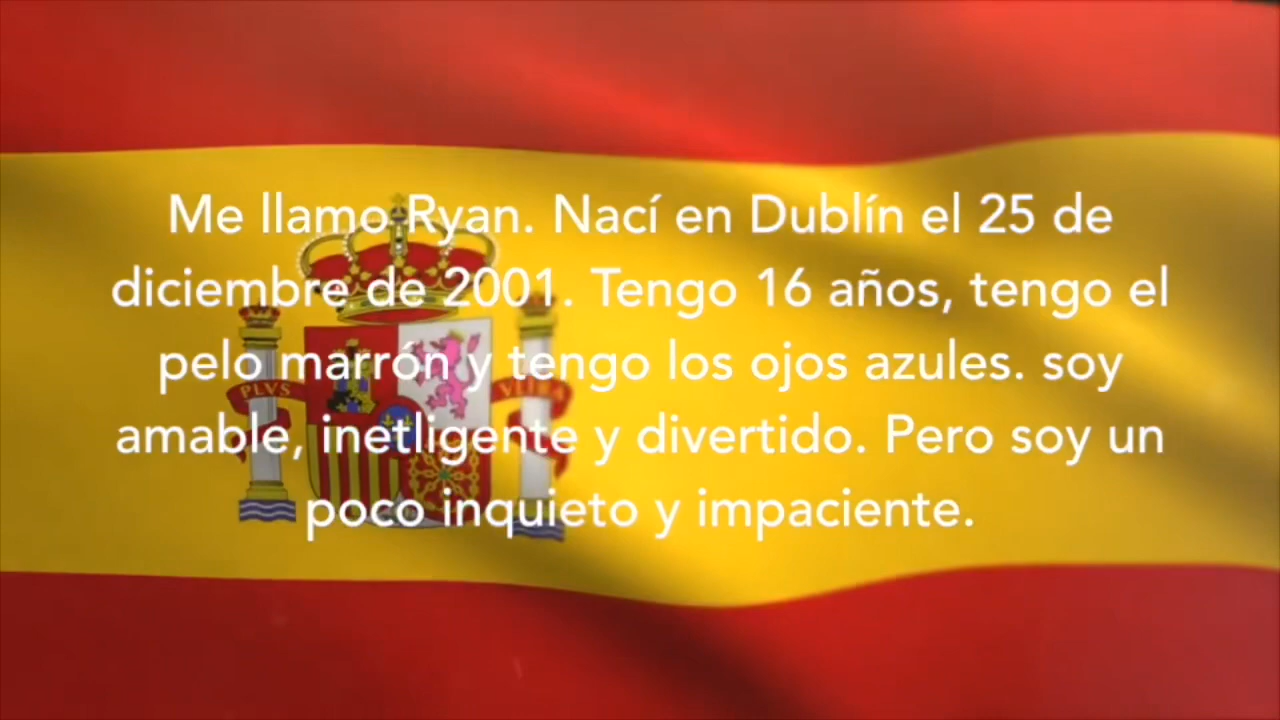 Me llamo Ryan. Nací en Dublín el 25 de
diciembre de 2001. Tengo 16 años, tengo el
pelo marrón y tengo los ojos azules. soy
amable, inetligente y divertido. Pero soy un
poco inquieto y impaciente.
PLVS